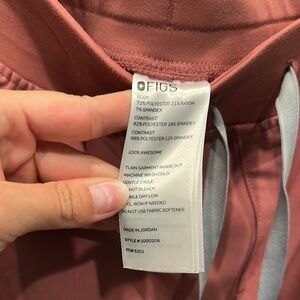 FIGS
BODY:
72% POLYESTER 21% RAYON
7% SPANDEX
CONTRAST:
82% POLYESTER 18% SPANDEX
CONTRAST:
88% POLYESTER 12% SPANDEX
100% AWESOME
TURN GARMENT INSIDE OUT
MACHINE WASH COLD
GENTLE CYCLE
NOT BLEACH
DRY LOW
IRON IF NEEDED
DO NOT USE FABRIC SOFTENER
MADE IN JORDAN
STYLE # 1000208
PO# 5301